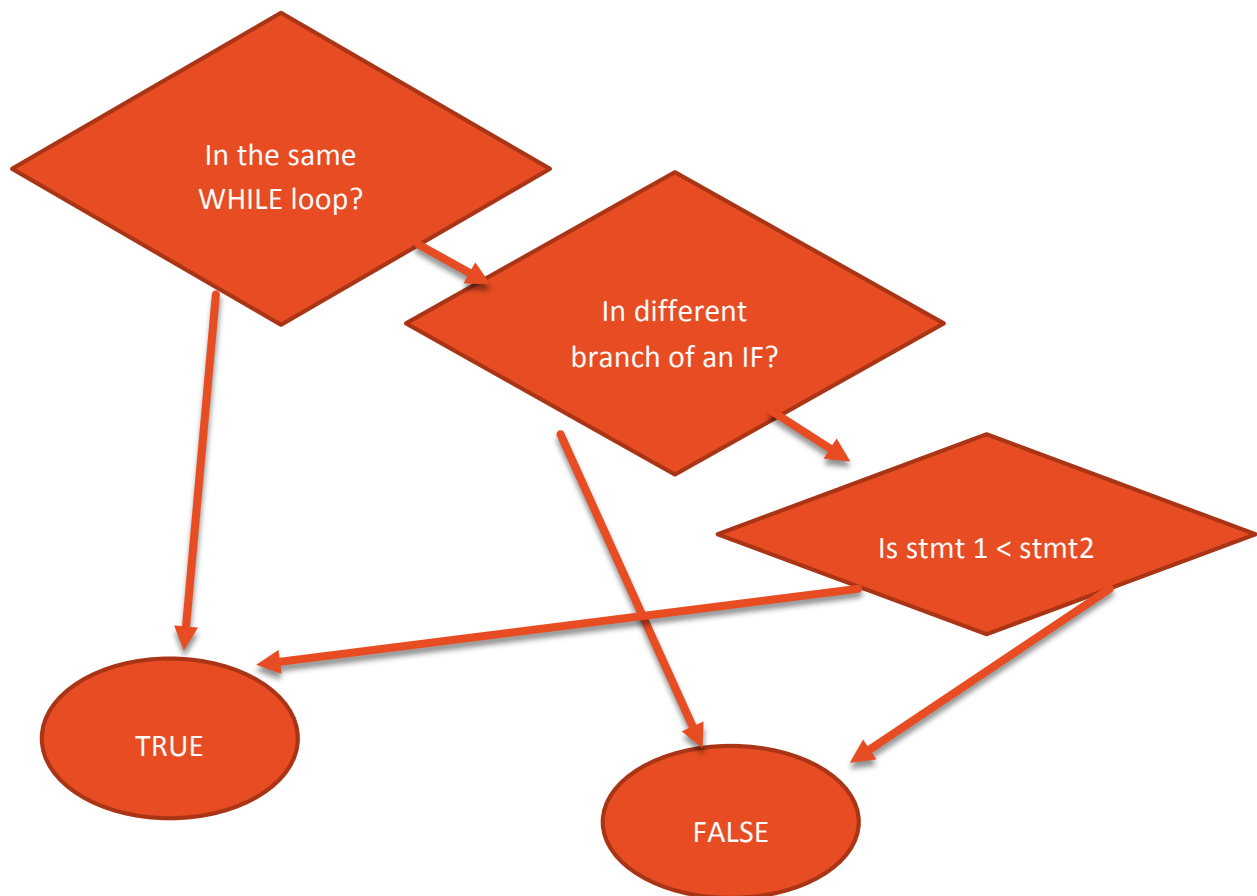 In the same
WHILE loop?
In different
branch of an IF?
Is stmt 1 < stmt2
TRUE
FALSE